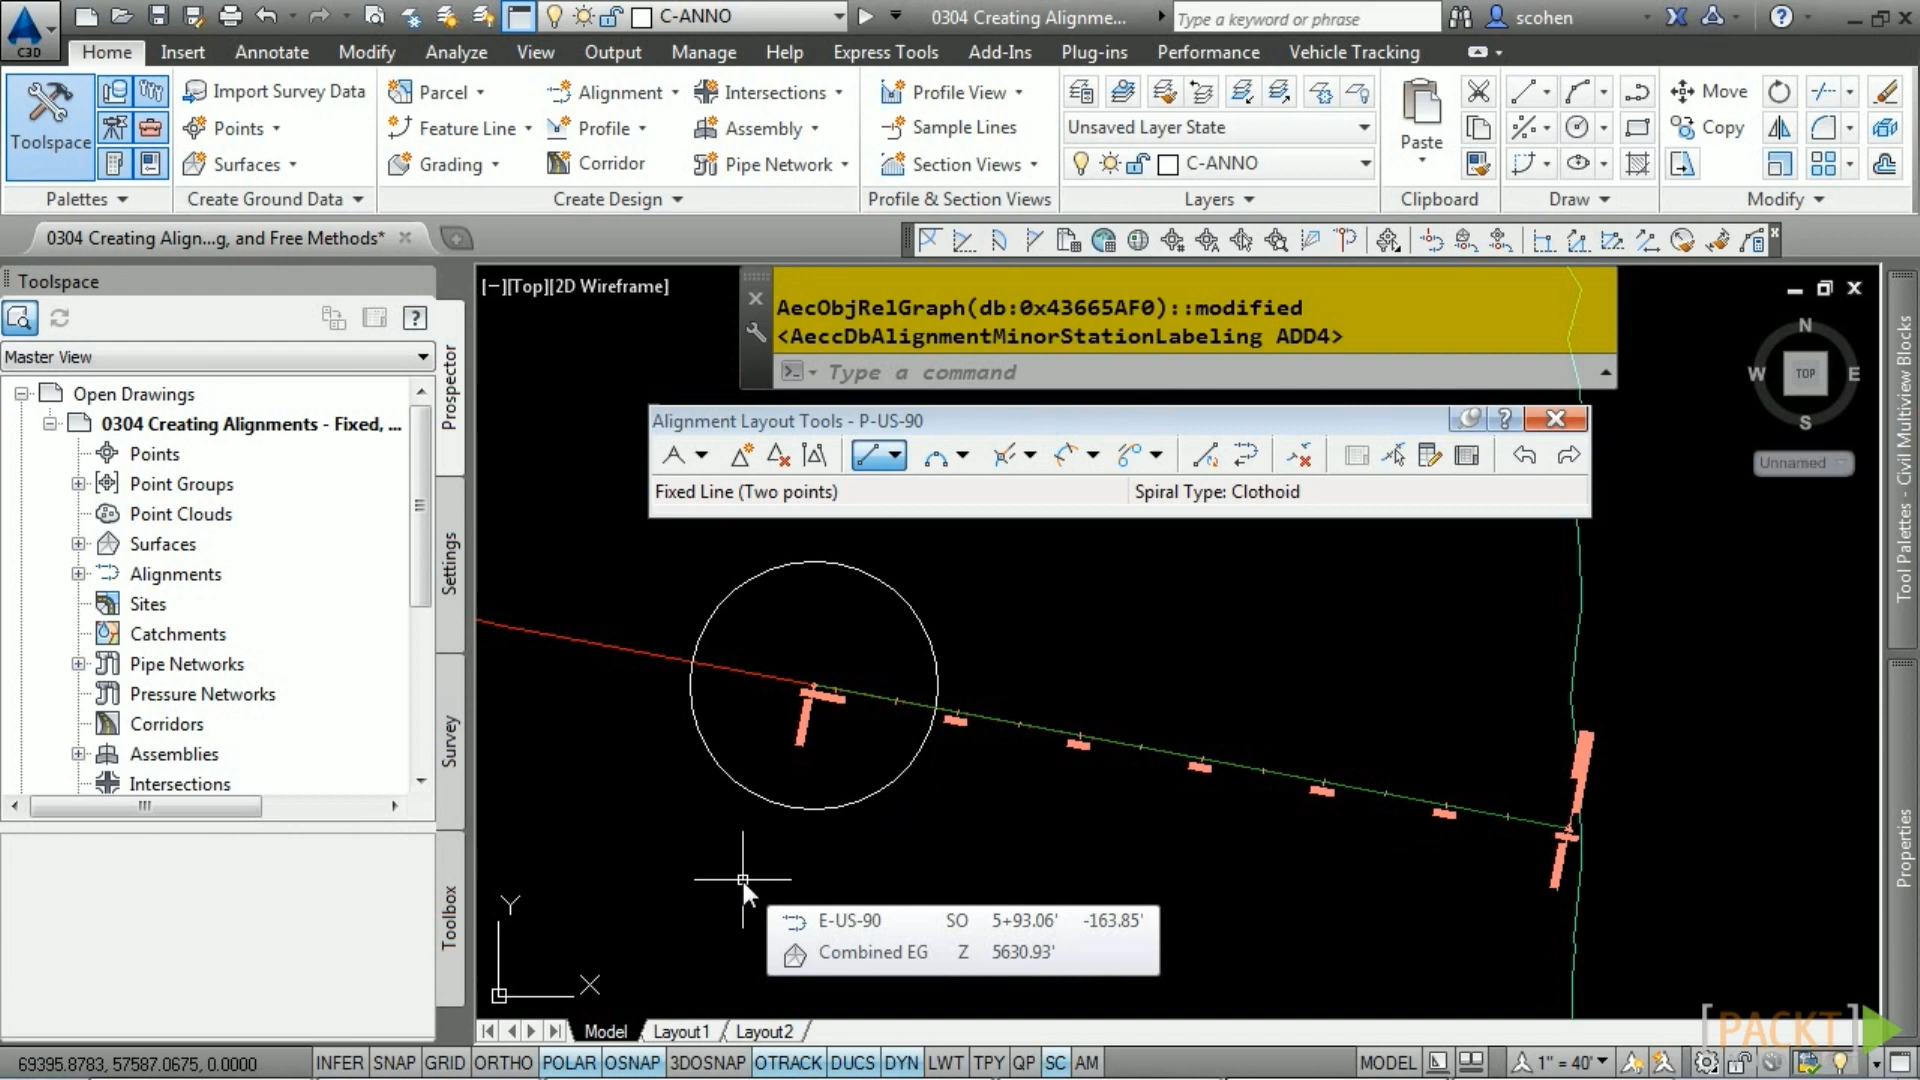 C-ANNO
0304 Creating Alignme...
Type a keyword or phrase
scohen
C3D
Home Insert Annotate Modify Analyze View Output Manage Help Express Tools Add-Ins Plug-ins Performance Vehicle Tracking
Toolspace
Import Survey Data
Points
Surfaces
Parcel
Feature Line
Grading
Alignment
Profile
Corridor
Intersections
Assembly
Pipe Network
Profile View
Sample Lines
Section Views
Unsaved Layer State
C-ANNO
Paste
Move
Copy
Palettes
Create Ground Data
Create Design
Profile & Section Views
Layers
Clipboard
Draw
Modify
0304 Creating Align...g, and Free Methods*
Toolspace
Master View
Open Drawings
0304 Creating Alignments - Fixed, ...
Points
Point Groups
Point Clouds
Surfaces
Alignments
Sites
Catchments
Pipe Networks
Pressure Networks
Corridors
Assemblies
Intersections
Prospector
Settings
Survey
Toolbox
[−][Top][2D Wireframe]
AecObjRelGraph(db:0x43665AF0)::modified
<AeccDbAlignmentMinorStationLabeling ADD4>
Type a command
Alignment Layout Tools - P-US-90
Fixed Line (Two points)
Spiral Type: Clothoid
N
W TOP E
S
Unnamed
Tool Palettes - Civil Multiview Blocks
Properties
E-US-90 SO 5+93.06' -163.85'
Combined EG Z 5630.93'
Y
X
Model Layout1 Layout2
[PACKT]
69395.8783, 57587.0675, 0.0000
INFER SNAP GRID ORTHO POLAR OSNAP 3DOSNAP OTRACK DUCS DYN LWT TPY QP SC AM
MODEL
1" = 40'